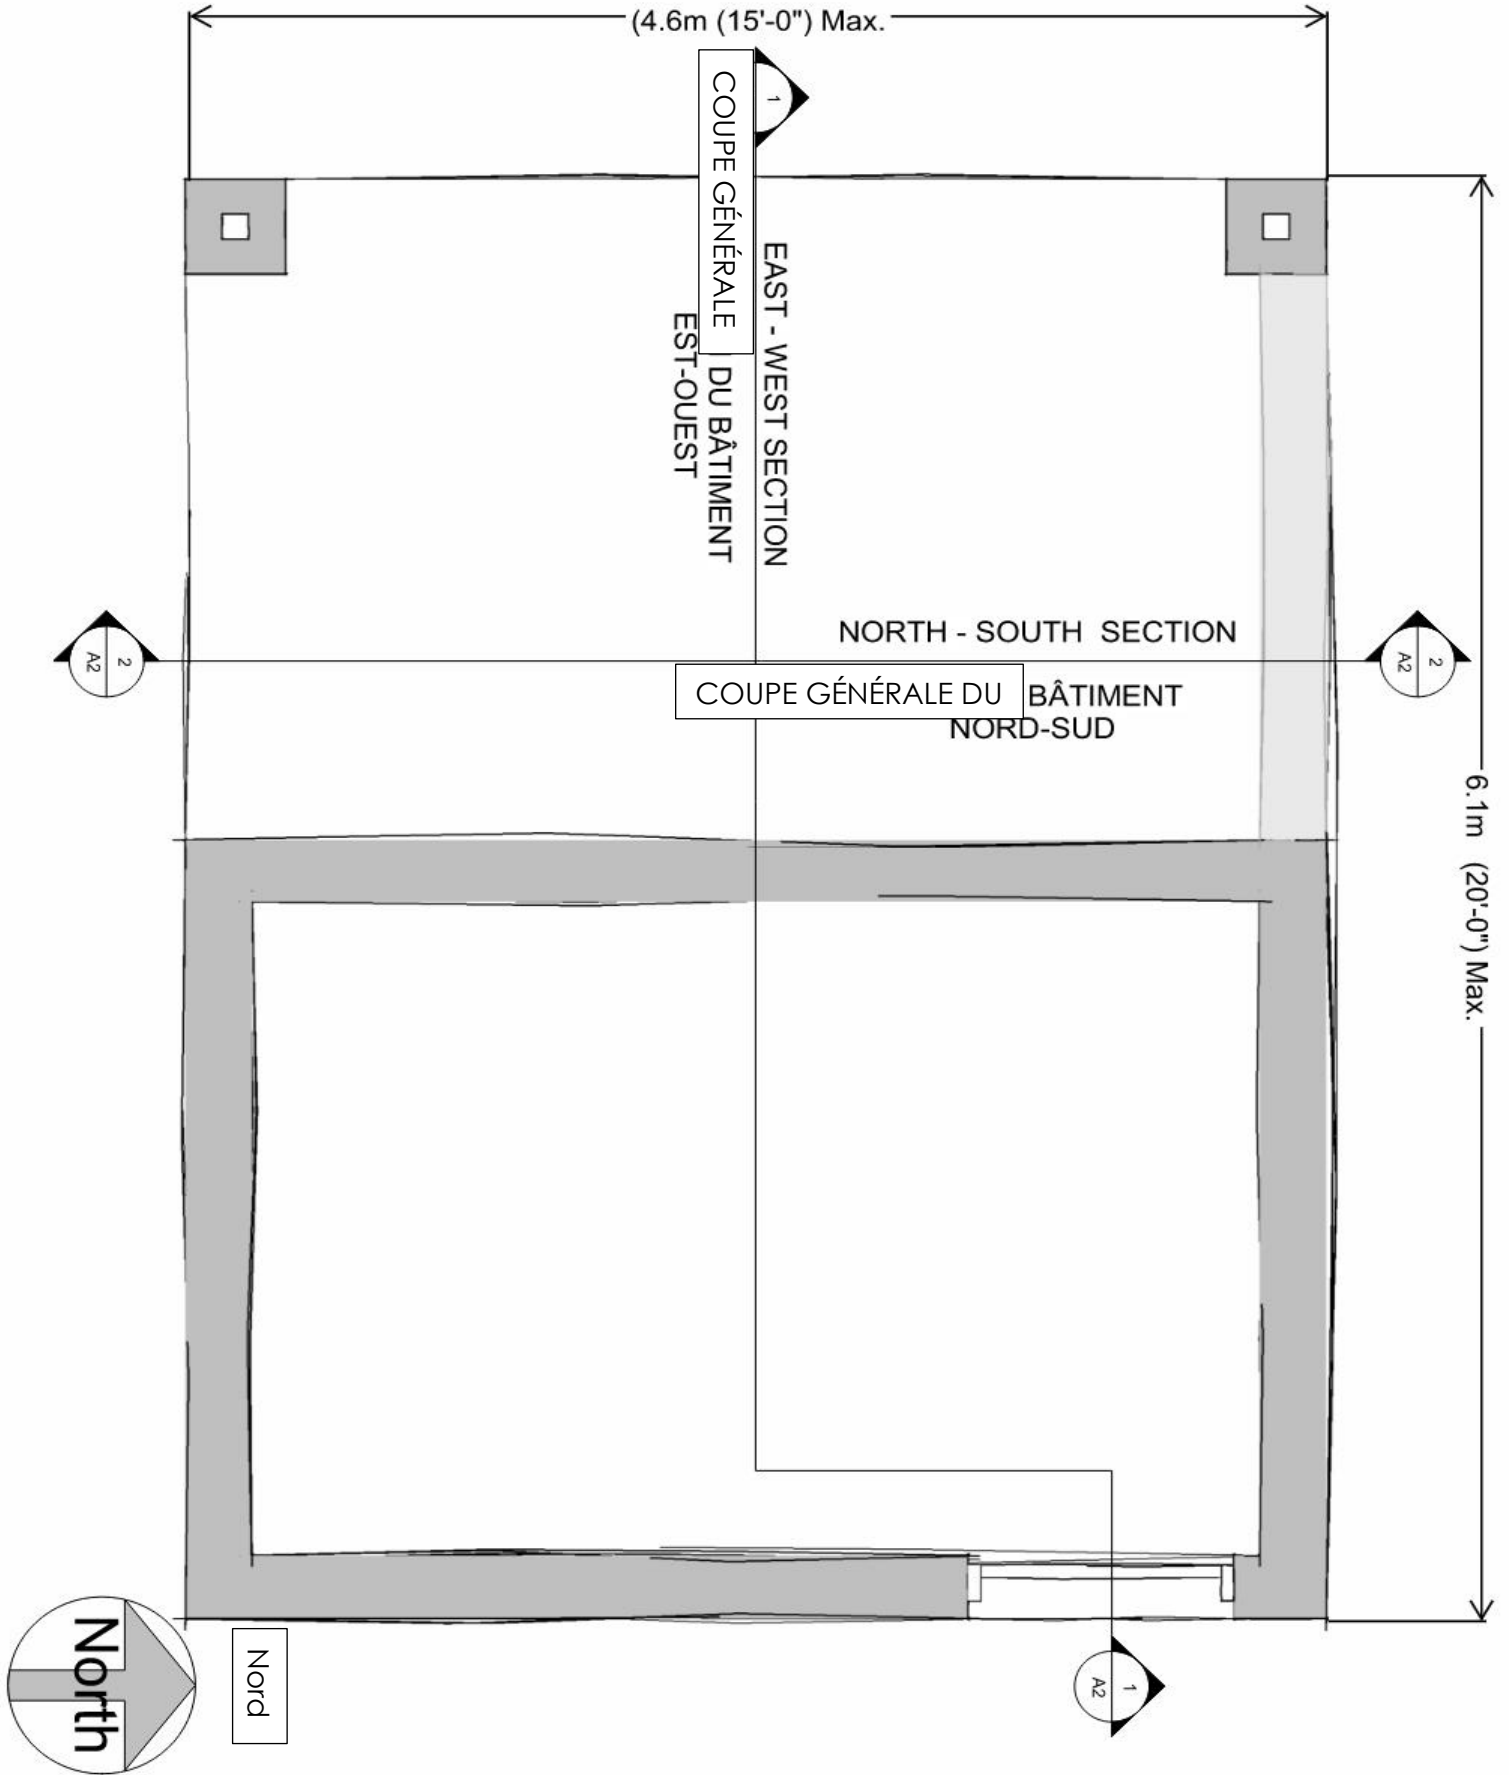 (4.6m (15'-0") Max.
1
COUPE GÉNÉRALE
EAST - WEST SECTION
DU BÂTIMENT
EST-OUEST
NORTH - SOUTH  SECTION
2
A2
2
A2
COUPE GÉNÉRALE DU
BÂTIMENT
NORD-SUD
6.1m  (20'-0") Max.
North
Nord
1
A2